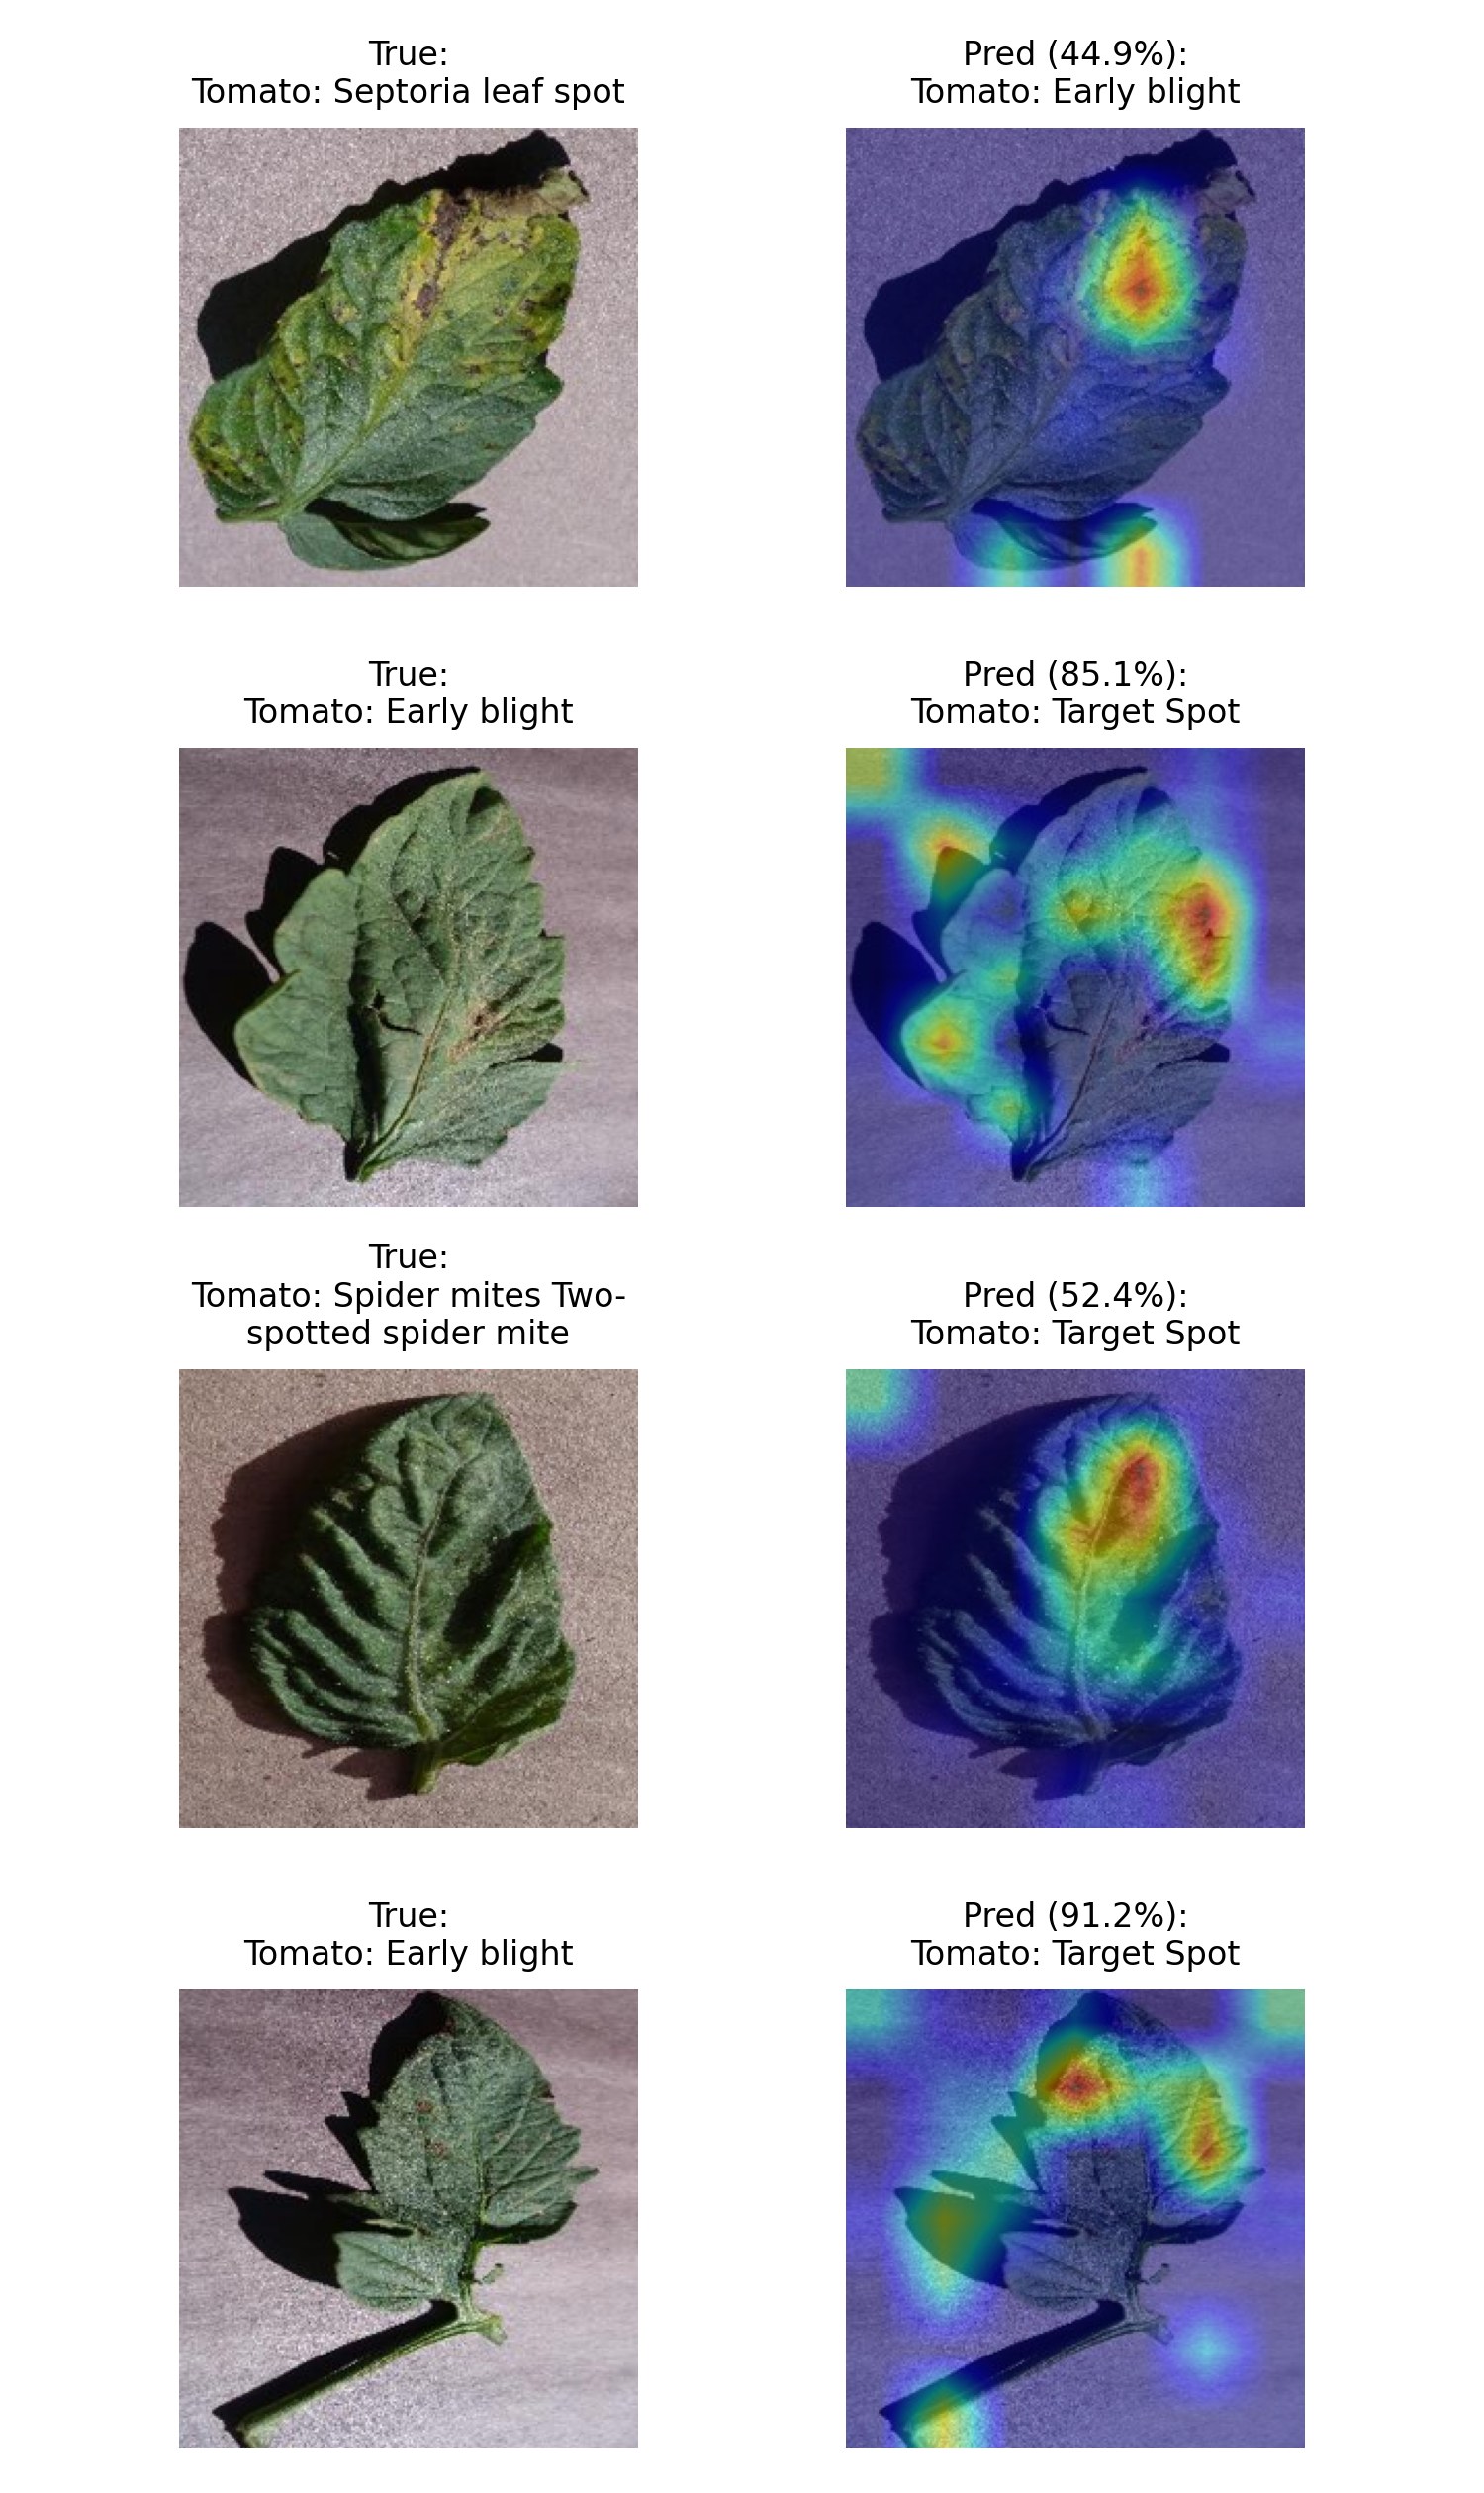 True:
Tomato: Septoria leaf spot
Pred (44.9%):
Tomato: Early blight
True:
Tomato: Early blight
Pred (85.1%):
Tomato: Target Spot
True:
Tomato: Spider mites Two-
spotted spider mite
Pred (52.4%):
Tomato: Target Spot
True:
Tomato: Early blight
Pred (91.2%):
Tomato: Target Spot